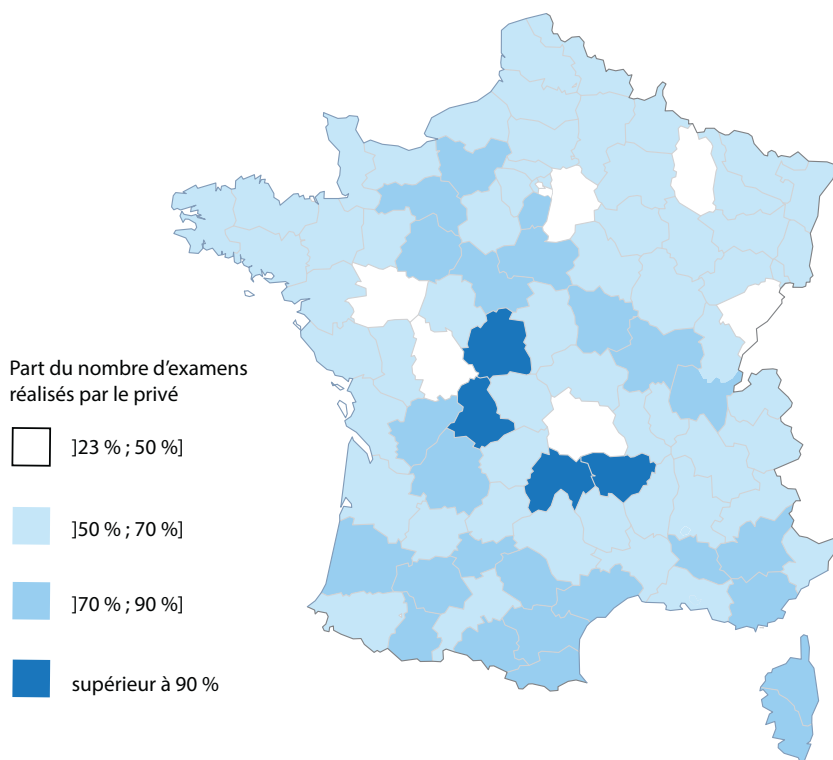 Part du nombre d’examens
réalisés par le privé
]23 % ; 50 %]
]50 % ; 70 %]
]70 % ; 90 %]
supérieur à 90 %